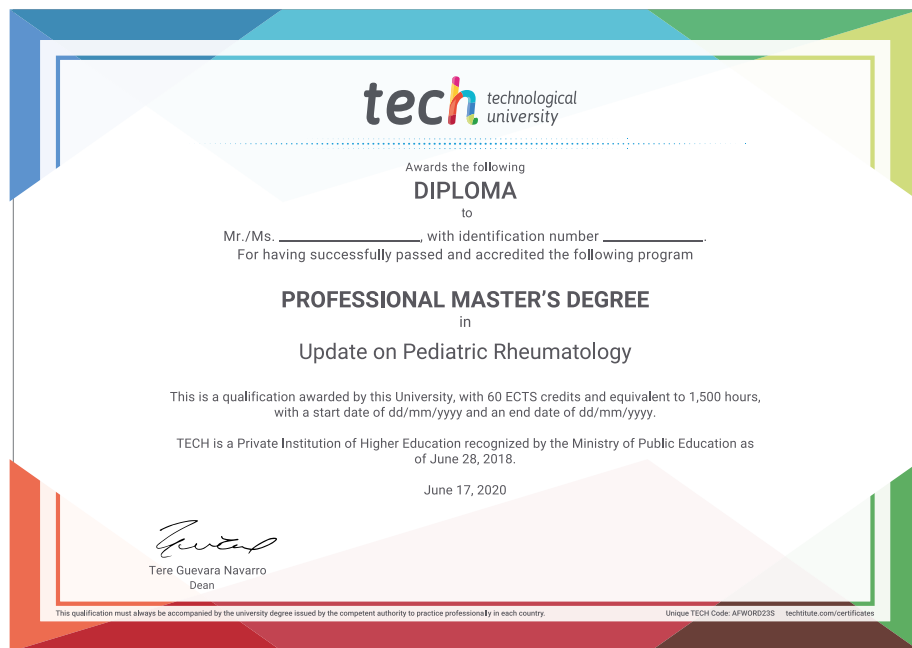 tech technological
university
Awards the following
DIPLOMA
to
Mr./Ms. ____________________, with identification number ______________.
For having successfully passed and accredited the following program
PROFESSIONAL MASTER'S DEGREE
in
Update on Pediatric Rheumatology
This is a qualification awarded by this University, with 60 ECTS credits and equivalent to 1,500 hours,
with a start date of dd/mm/yyyy and an end date of dd/mm/yyyy.
TECH is a Private Institution of Higher Education recognized by the Ministry of Public Education as
of June 28, 2018.
June 17, 2020
Tere Guevara Navarro
Dean
This qualification must always be accompanied by the university degree issued by the competent authority to practice professionally in each country.
Unique TECH Code: AFWORD23S techtitute.com/certificates